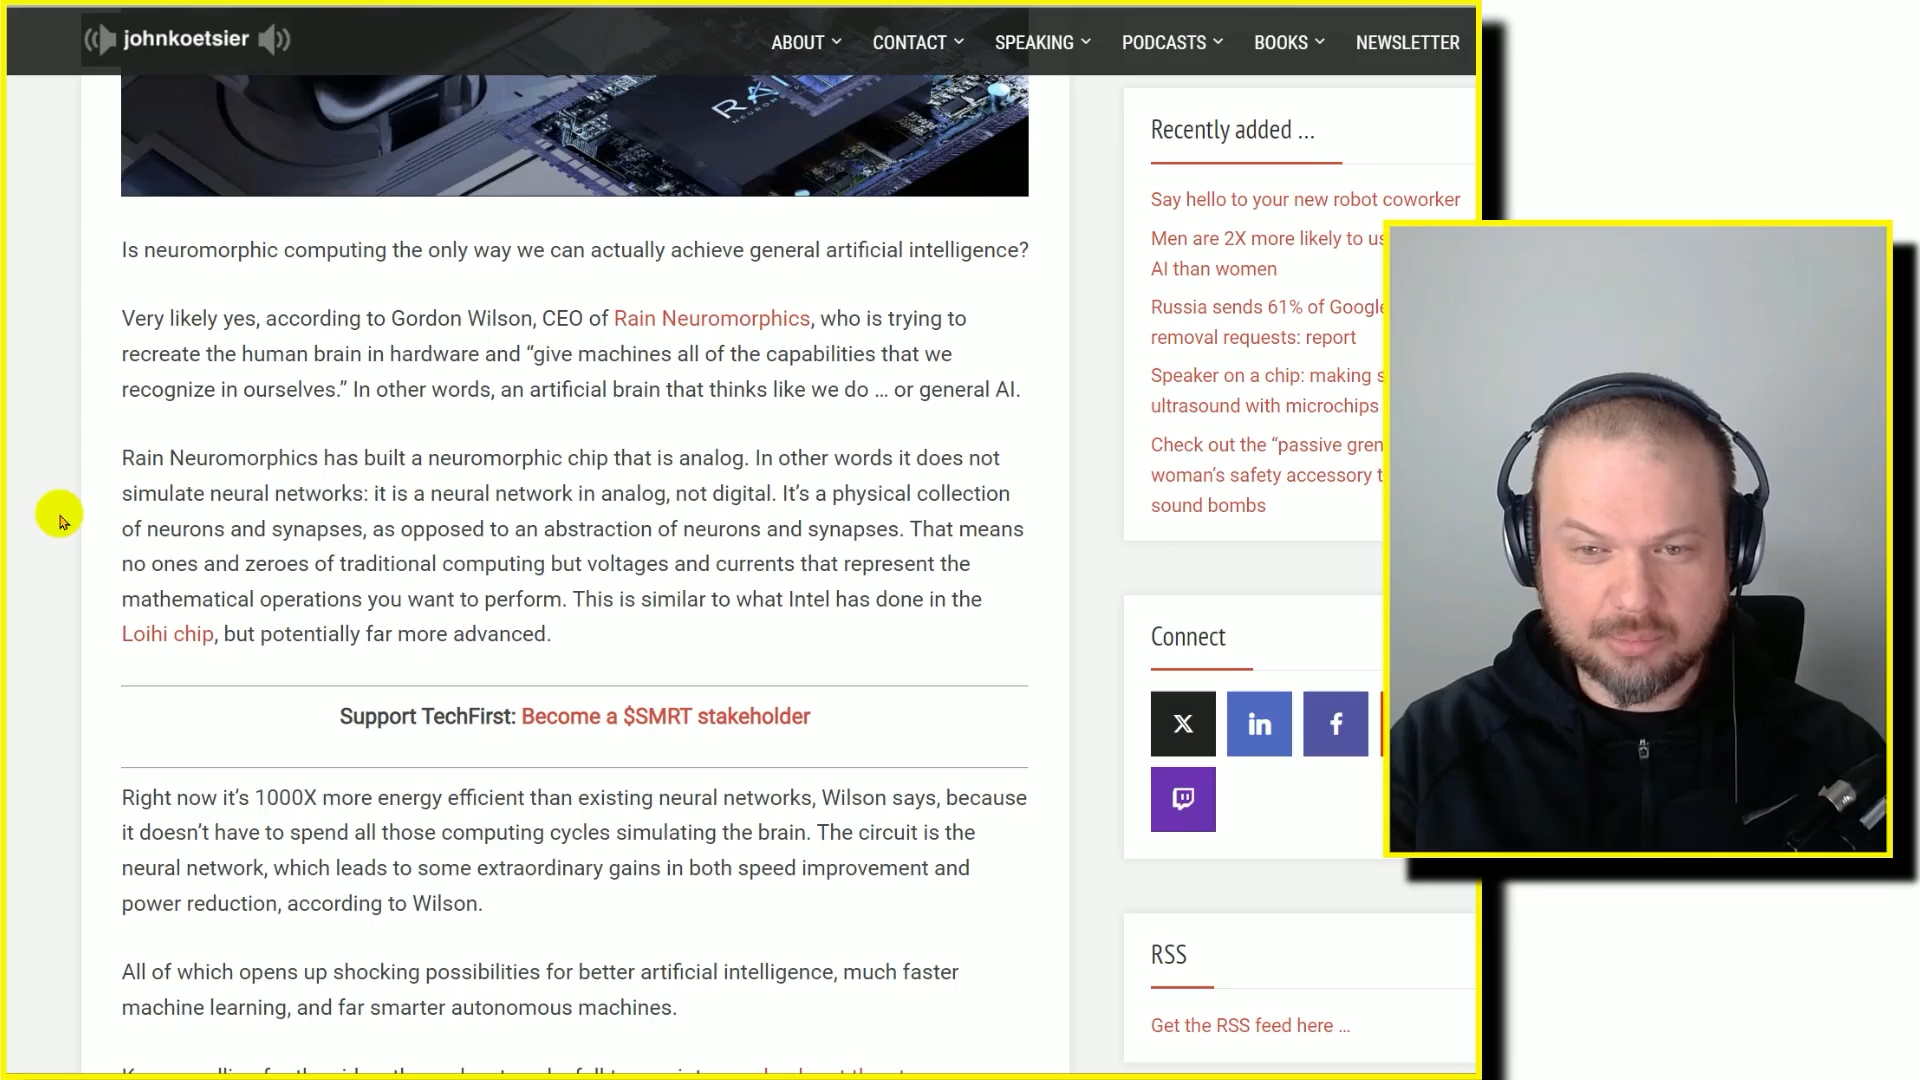 johnkoetsier
ABOUT CONTACT SPEAKING PODCASTS BOOKS NEWSLETTER
Is neuromorphic computing the only way we can actually achieve general artificial intelligence?
Very likely yes, according to Gordon Wilson, CEO of Rain Neuromorphics, who is trying to
recreate the human brain in hardware and “give machines all of the capabilities that we
recognize in ourselves.” In other words, an artificial brain that thinks like we do … or general AI.
Rain Neuromorphics has built a neuromorphic chip that is analog. In other words it does not
simulate neural networks: it is a neural network in analog, not digital. It’s a physical collection
of neurons and synapses, as opposed to an abstraction of neurons and synapses. That means
no ones and zeroes of traditional computing but voltages and currents that represent the
mathematical operations you want to perform. This is similar to what Intel has done in the
Loihi chip, but potentially far more advanced.
Support TechFirst: Become a $SMRT stakeholder
Right now it’s 1000X more energy efficient than existing neural networks, Wilson says, because
it doesn’t have to spend all those computing cycles simulating the brain. The circuit is the
neural network, which leads to some extraordinary gains in both speed improvement and
power reduction, according to Wilson.
All of which opens up shocking possibilities for better artificial intelligence, much faster
machine learning, and far smarter autonomous machines.
Recently added …
Say hello to your new robot coworker
Men are 2X more likely to
AI than women
Russia sends 61% of Google
removal requests: report
Speaker on a chip: making
ultrasound with microchips
Check out the “passive
woman’s safety accessory
sound bombs
Connect
X
in
f
RSS
Get the RSS feed here …